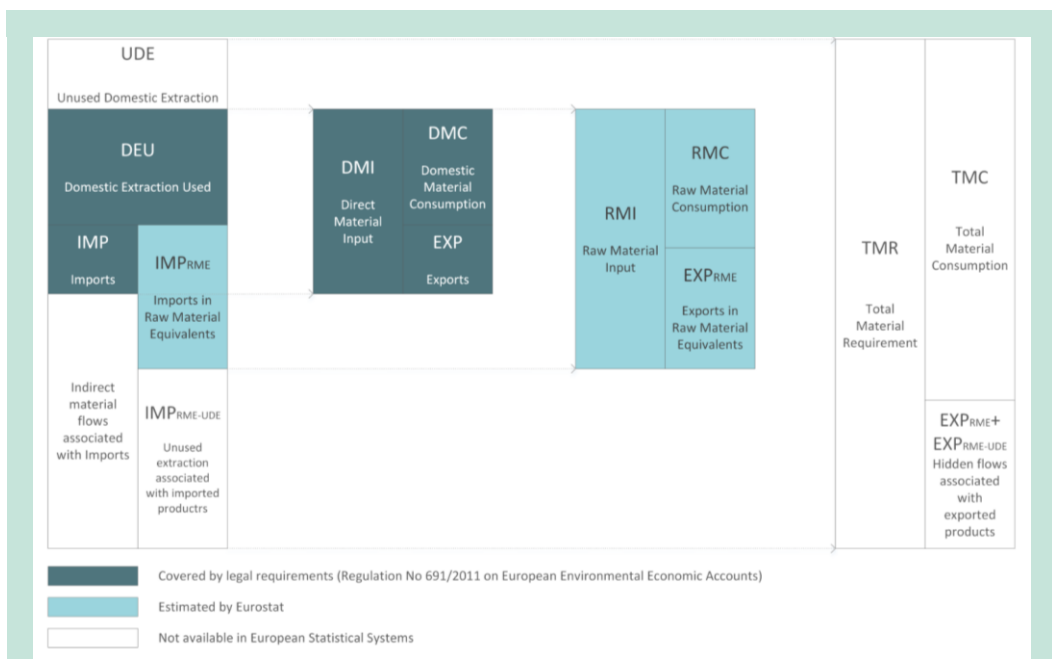 UDE
Unused Domestic Extraction
DEU
Domestic Extraction Used
IMP
Imports
IMPRME
Imports in
Raw Material
Equivalents
Indirect
material
flows
associated
with Imports
IMPRME-UDE
Unused
extraction
associated
with imported
productrs
DMI
Direct
Material
Input
DMC
Domestic
Material
Consumption
EXP
Exports
RMI
Raw Material
Input
RMC
Raw Material
Consumption
EXPRME
Exports in
Raw Material
Equivalents
TMR
Total
Material
Requirement
TMC
Total
Material
Consumption
EXPRME+
EXPRME-UDE
Hidden flows
associated
with
exported
products
Covered by legal requirements (Regulation No 691/2011 on European Environmental Economic Accounts)
Estimated by Eurostat
Not available in European Statistical Systems